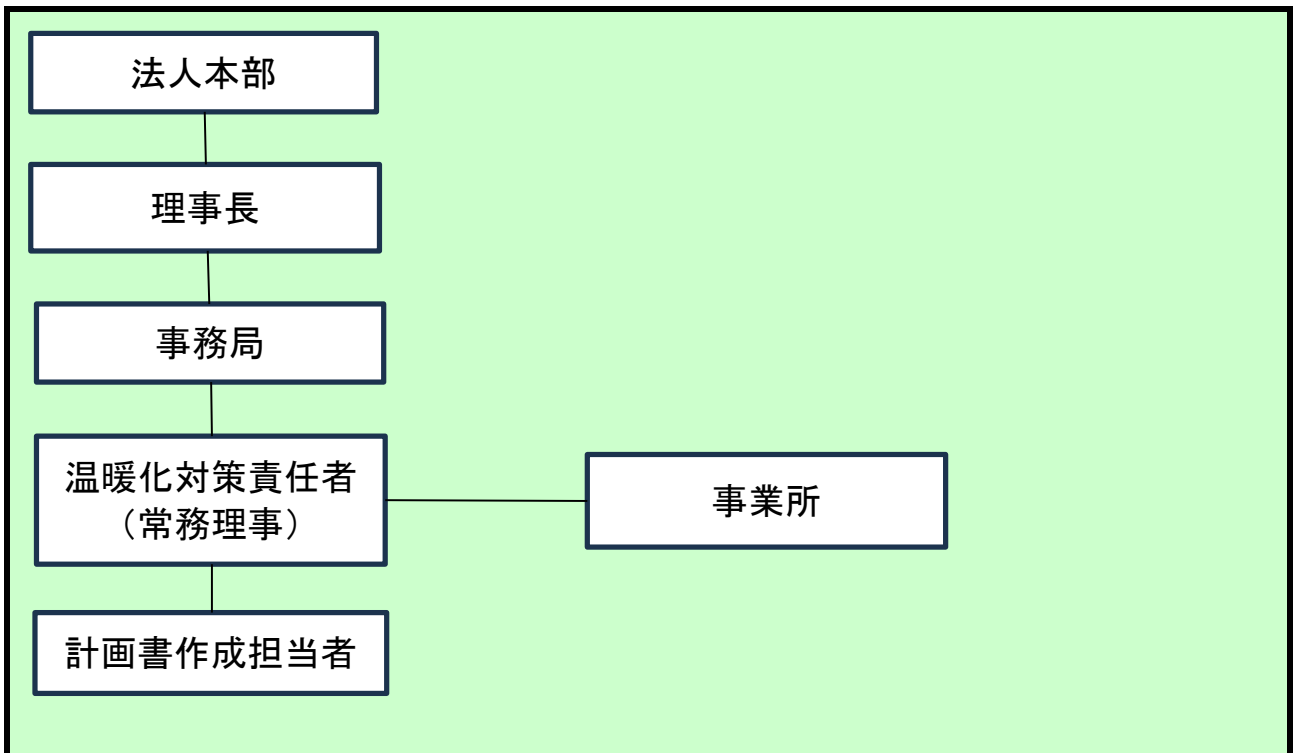 法人本部
理事長
事務局
温暖化対策責任者
（常務理事）
事業所
計画書作成担当者